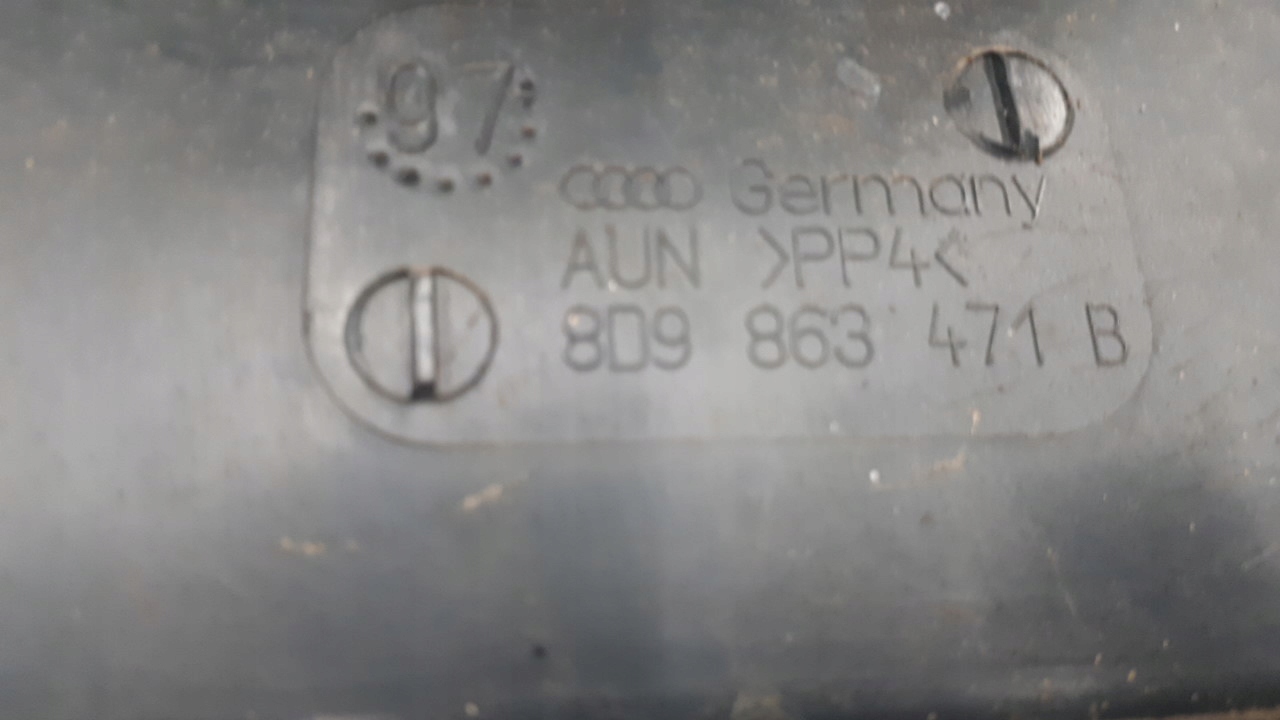 97
Germany
AUN >PP4<
8D9 863 471 B